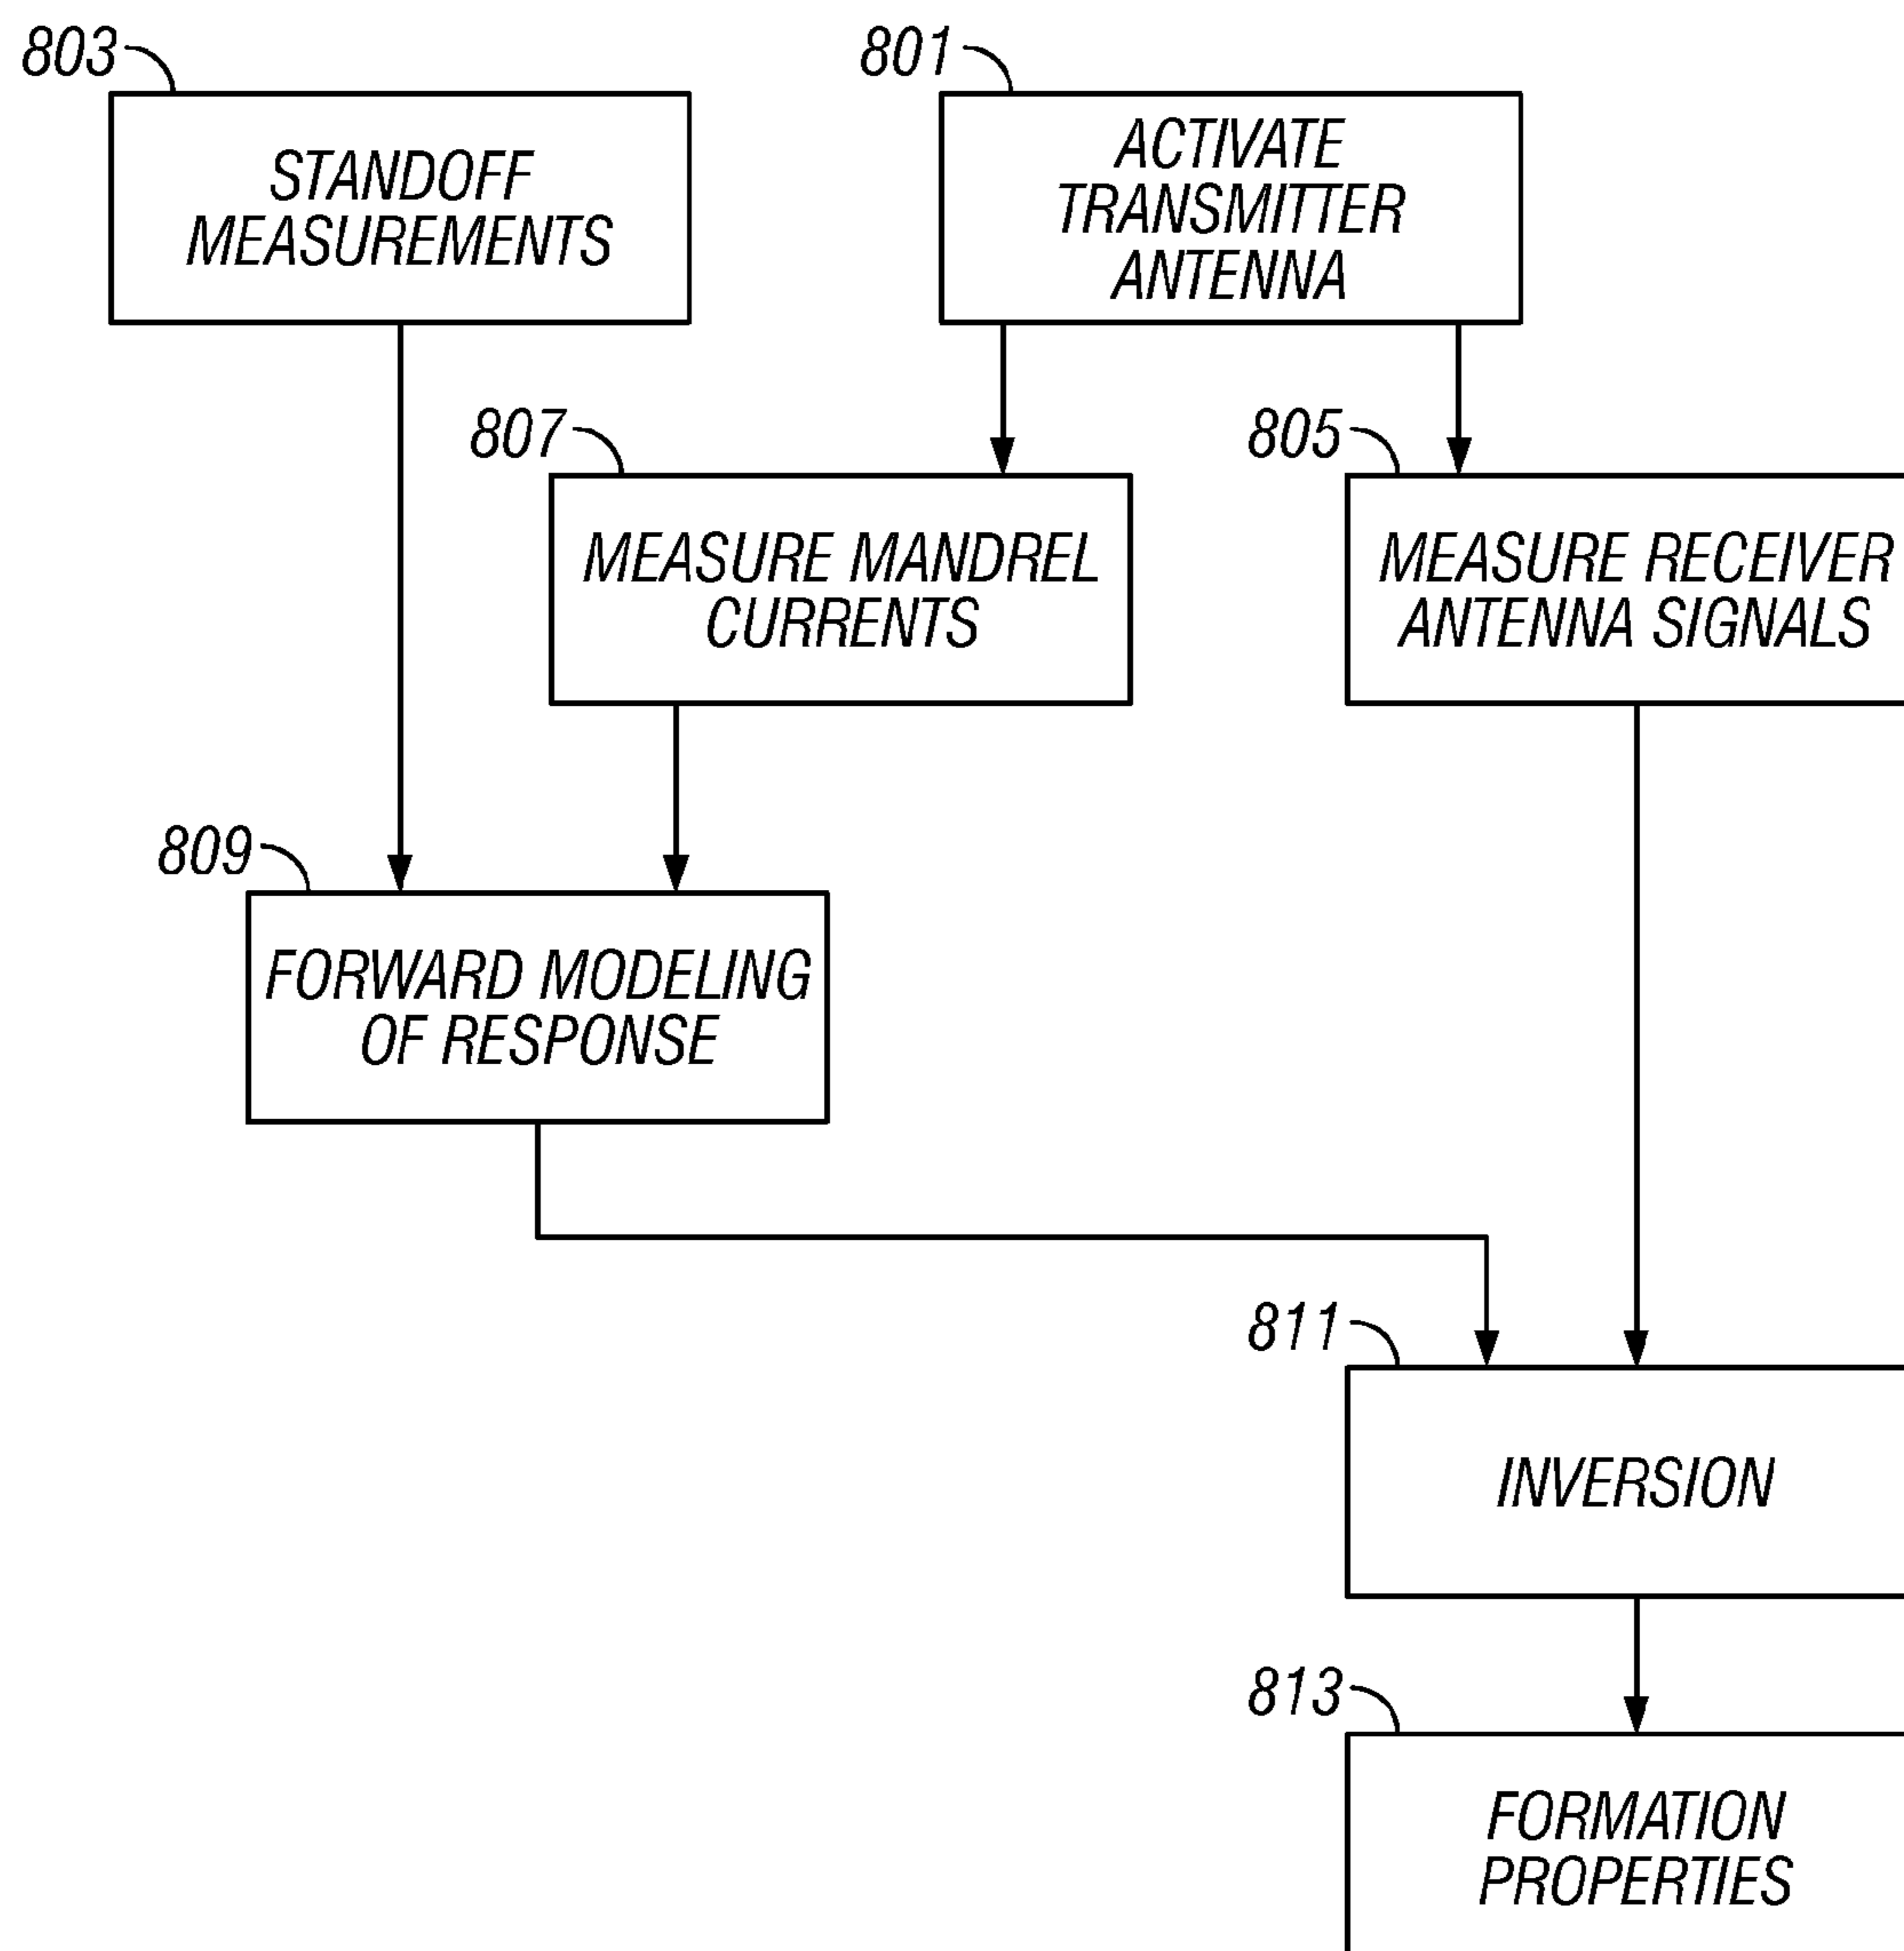 803
STANDOFF
MEASUREMENTS
801
ACTIVATE
TRANSMITTER
ANTENNA
807
MEASURE MANDREL
CURRENTS
805
MEASURE RECEIVER
ANTENNA SIGNALS
809
FORWARD MODELING
OF RESPONSE
811
INVERSION
813
FORMATION
PROPERTIES